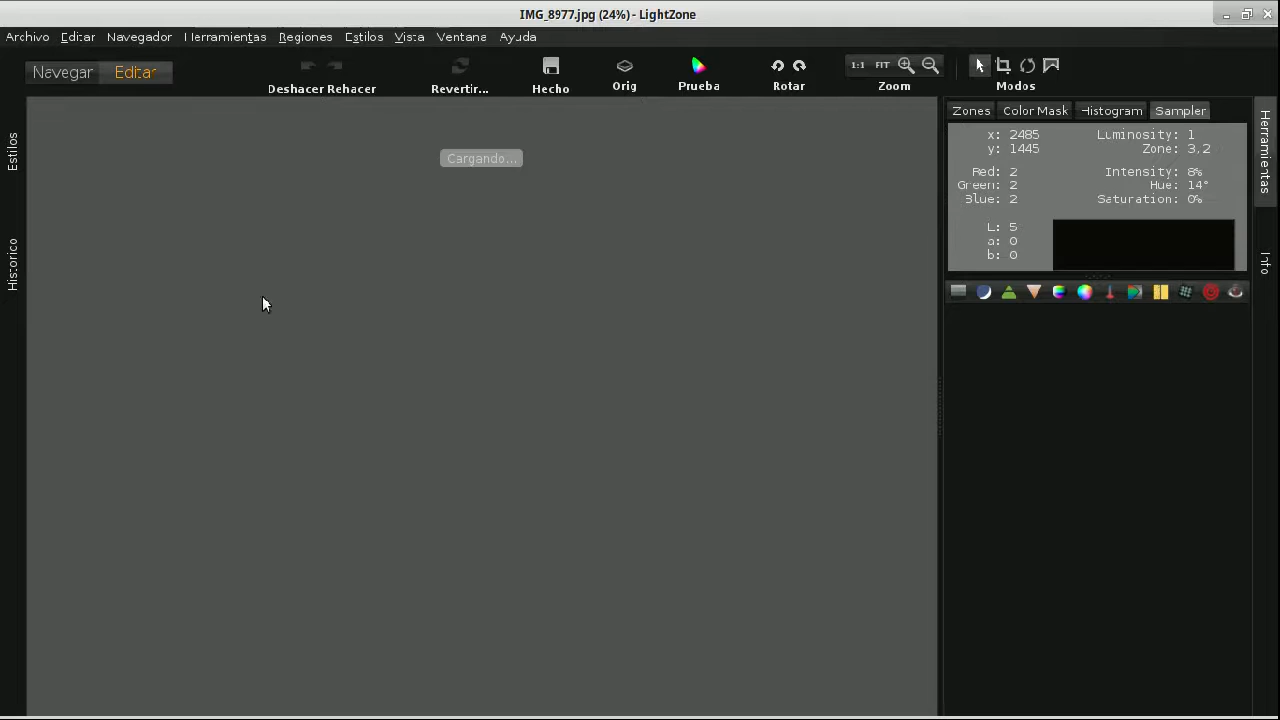 IMG_8977.jpg (24%) - LightZone
Archivo Editar Navegador Herramientas Regiones Estilos Vista Ventana Ayuda
Navegar Editar
Deshacer Rehacer Revertir... Hecho Orig Prueba Rotar 1:1 FIT Zoom Modos
Estilos
Historico
Cargando...
Zones Color Mask Histogram Sampler
x: 2485 Luminosity: 1
y: 1445 Zone: 3,2
Red: 2 Intensity: 8%
Green: 2 Hue: 14°
Blue: 2 Saturation: 0%
L: 5
a: 0
b: 0
Herramientas
Info